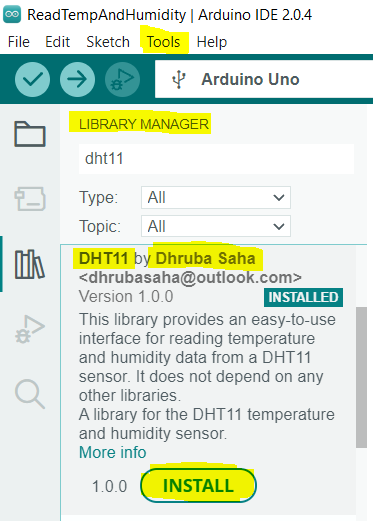 ReadTempAndHumidity | Arduino IDE 2.0.4
File Edit Sketch Tools Help
Arduino Uno
LIBRARY MANAGER
dht11
Type: All
Topic: All
DHT11 by Dhruba Saha
<dhrubasaha@outlook.com>
Version 1.0.0 INSTALLED
This library provides an easy-to-use
interface for reading temperature
and humidity data from a DHT11
sensor. It does not depend on any
other libraries.
A library for the DHT11 temperature
and humidity sensor.
More info
1.0.0 INSTALL